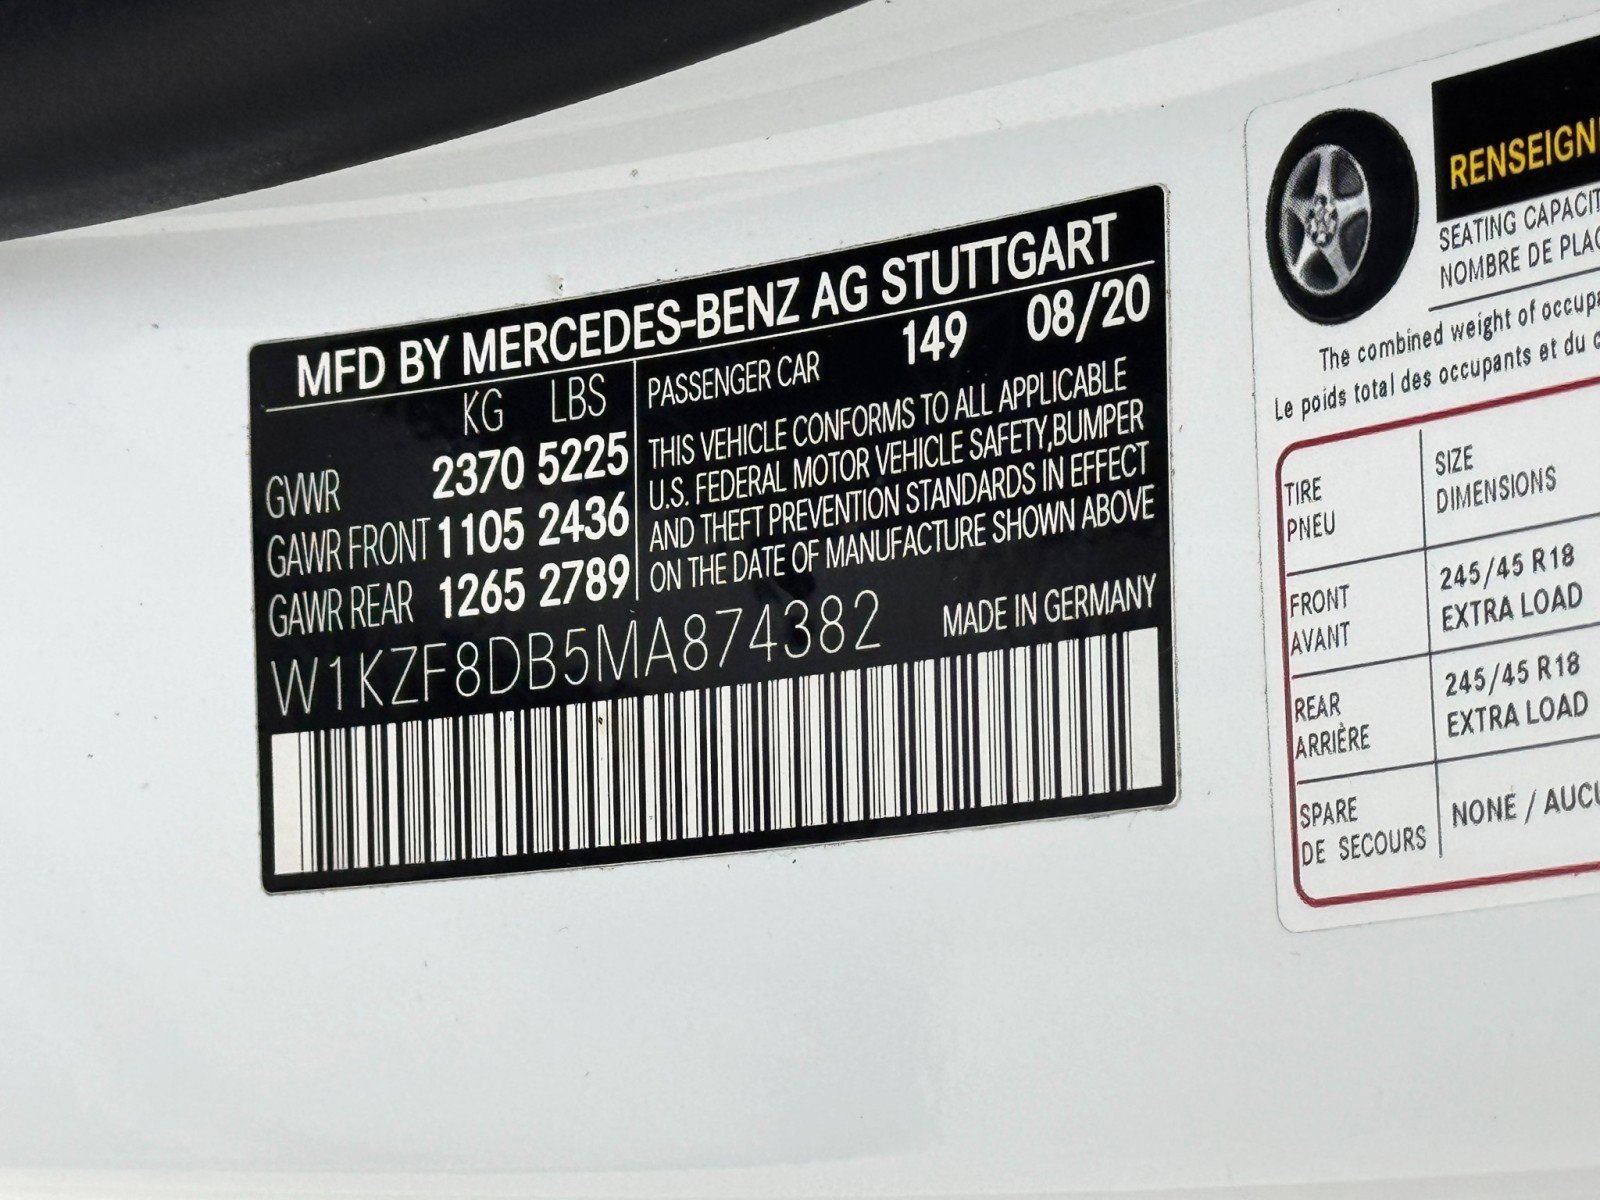 MFD BY MERCEDES-BENZ AG STUTTGART
KG LBS
GVWR 2370 5225
GAWR FRONT 1105 2436
GAWR REAR 1265 2789
PASSENGER CAR 149 08/20
THIS VEHICLE CONFORMS TO ALL APPLICABLE
U.S. FEDERAL MOTOR VEHICLE SAFETY,BUMPER
AND THEFT PREVENTION STANDARDS IN EFFECT
ON THE DATE OF MANUFACTURE SHOWN ABOVE
W1KZF8DB5MA874382 MADE IN GERMANY
RENSEIGN
SEATING CAPACIT
NOMBRE DE PLAC
The combined weight of occup
Le poids total des occupants et du c
TIRE
PNEU
SIZE
DIMENSIONS
FRONT
AVANT
245/45 R18
EXTRA LOAD
REAR
ARRIÈRE
245/45 R18
EXTRA LOAD
SPARE
DE SECOURS
NONE / AUCU